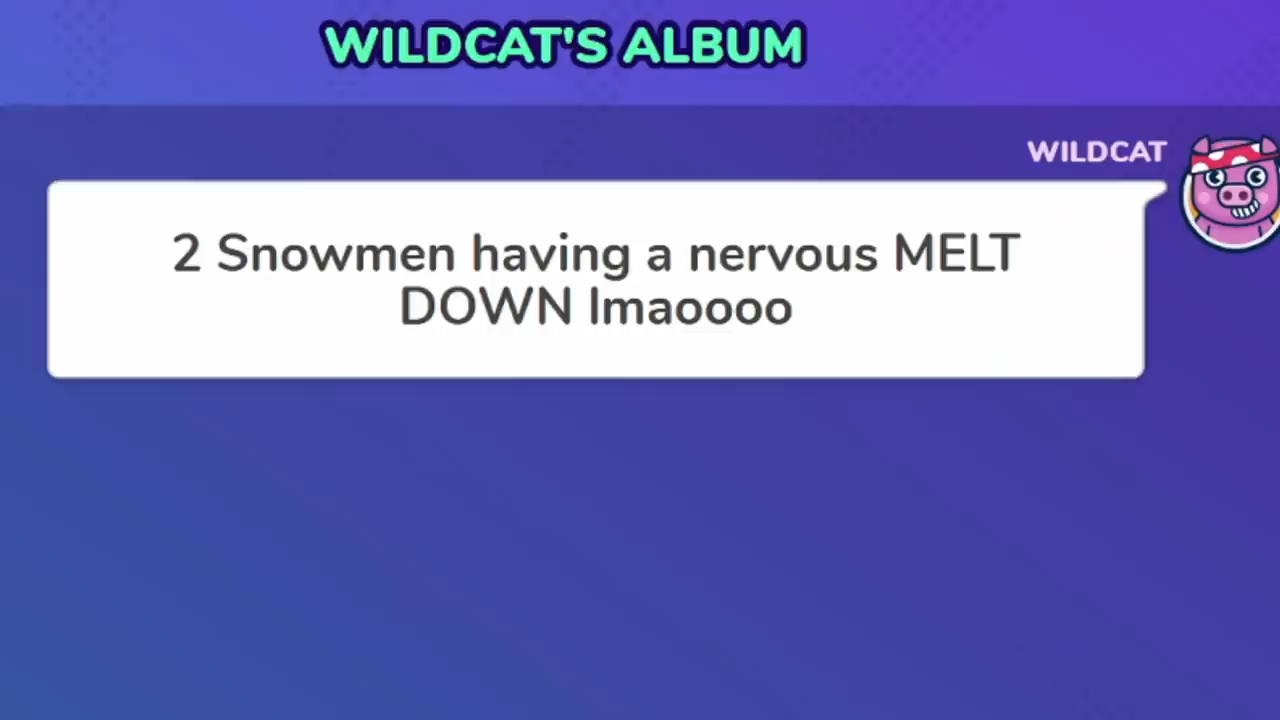 WILDCAT'S ALBUM
WILDCAT
2 Snowmen having a nervous MELT
DOWN lmaoooo